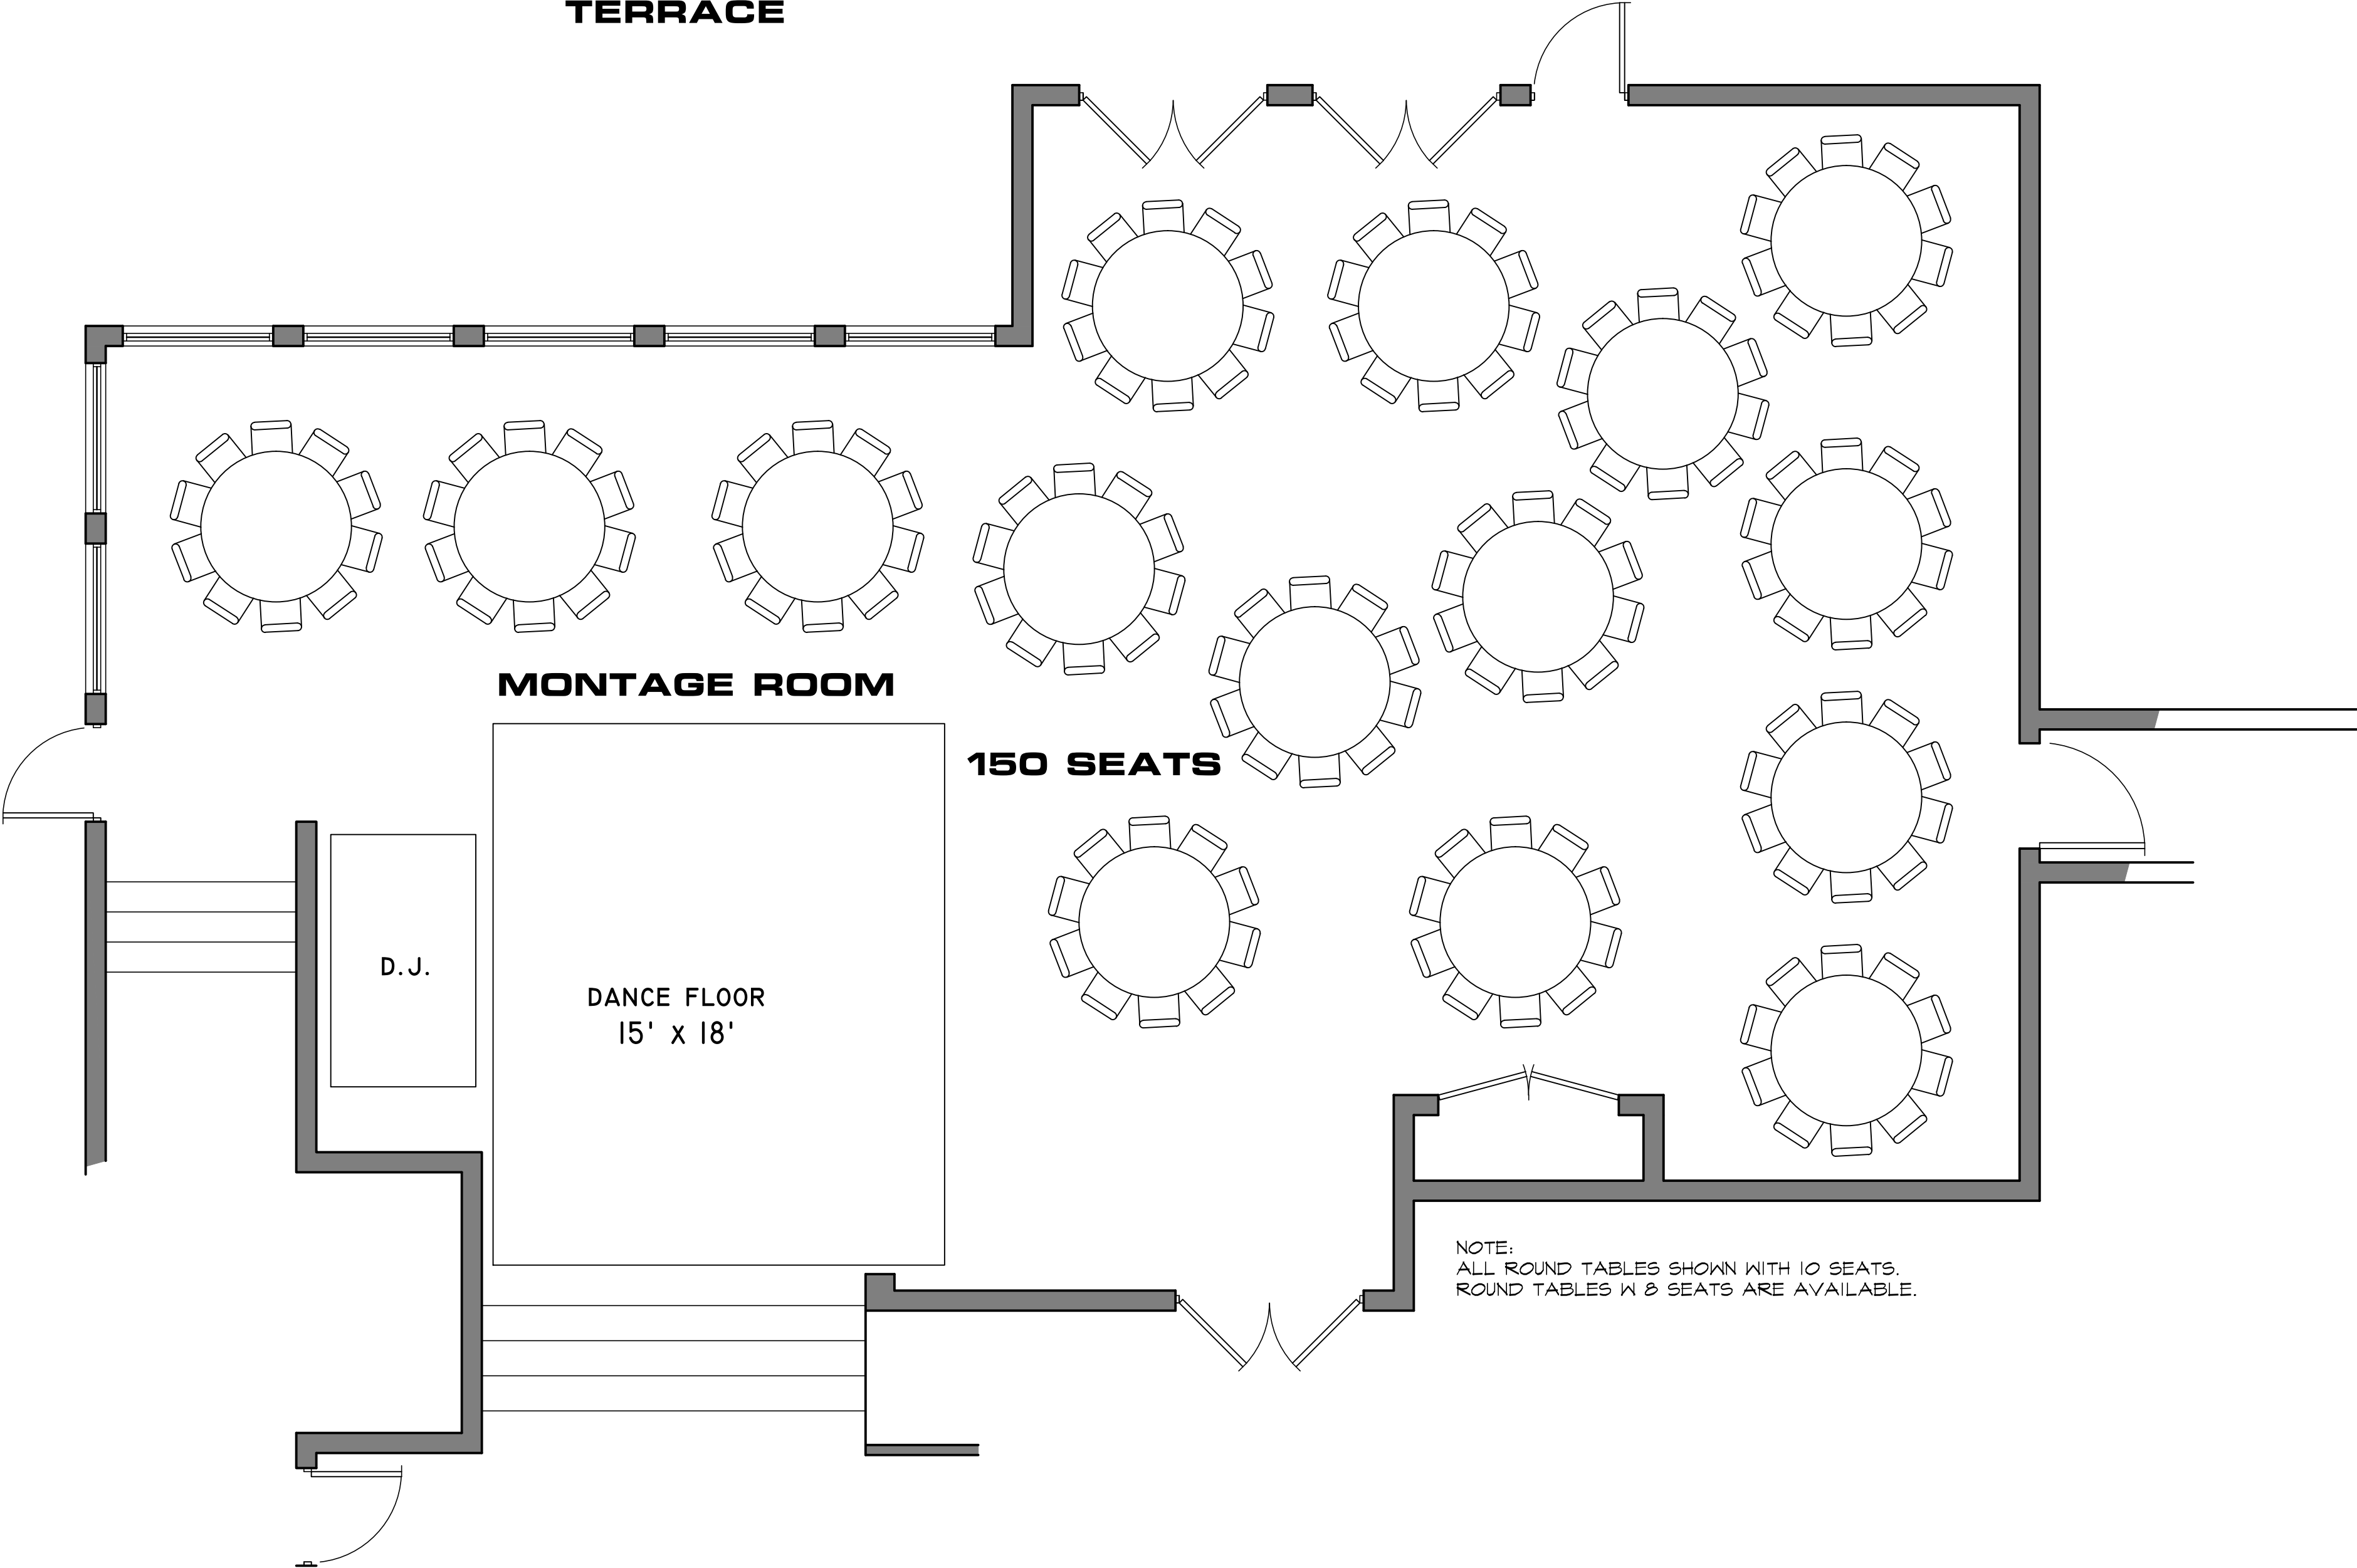 TERRACE
MONTAGE ROOM
150 SEATS
D.J.
DANCE FLOOR
15' x 18'
NOTE:
ALL ROUND TABLES SHOWN WITH 10 SEATS.
ROUND TABLES W 8 SEATS ARE AVAILABLE.